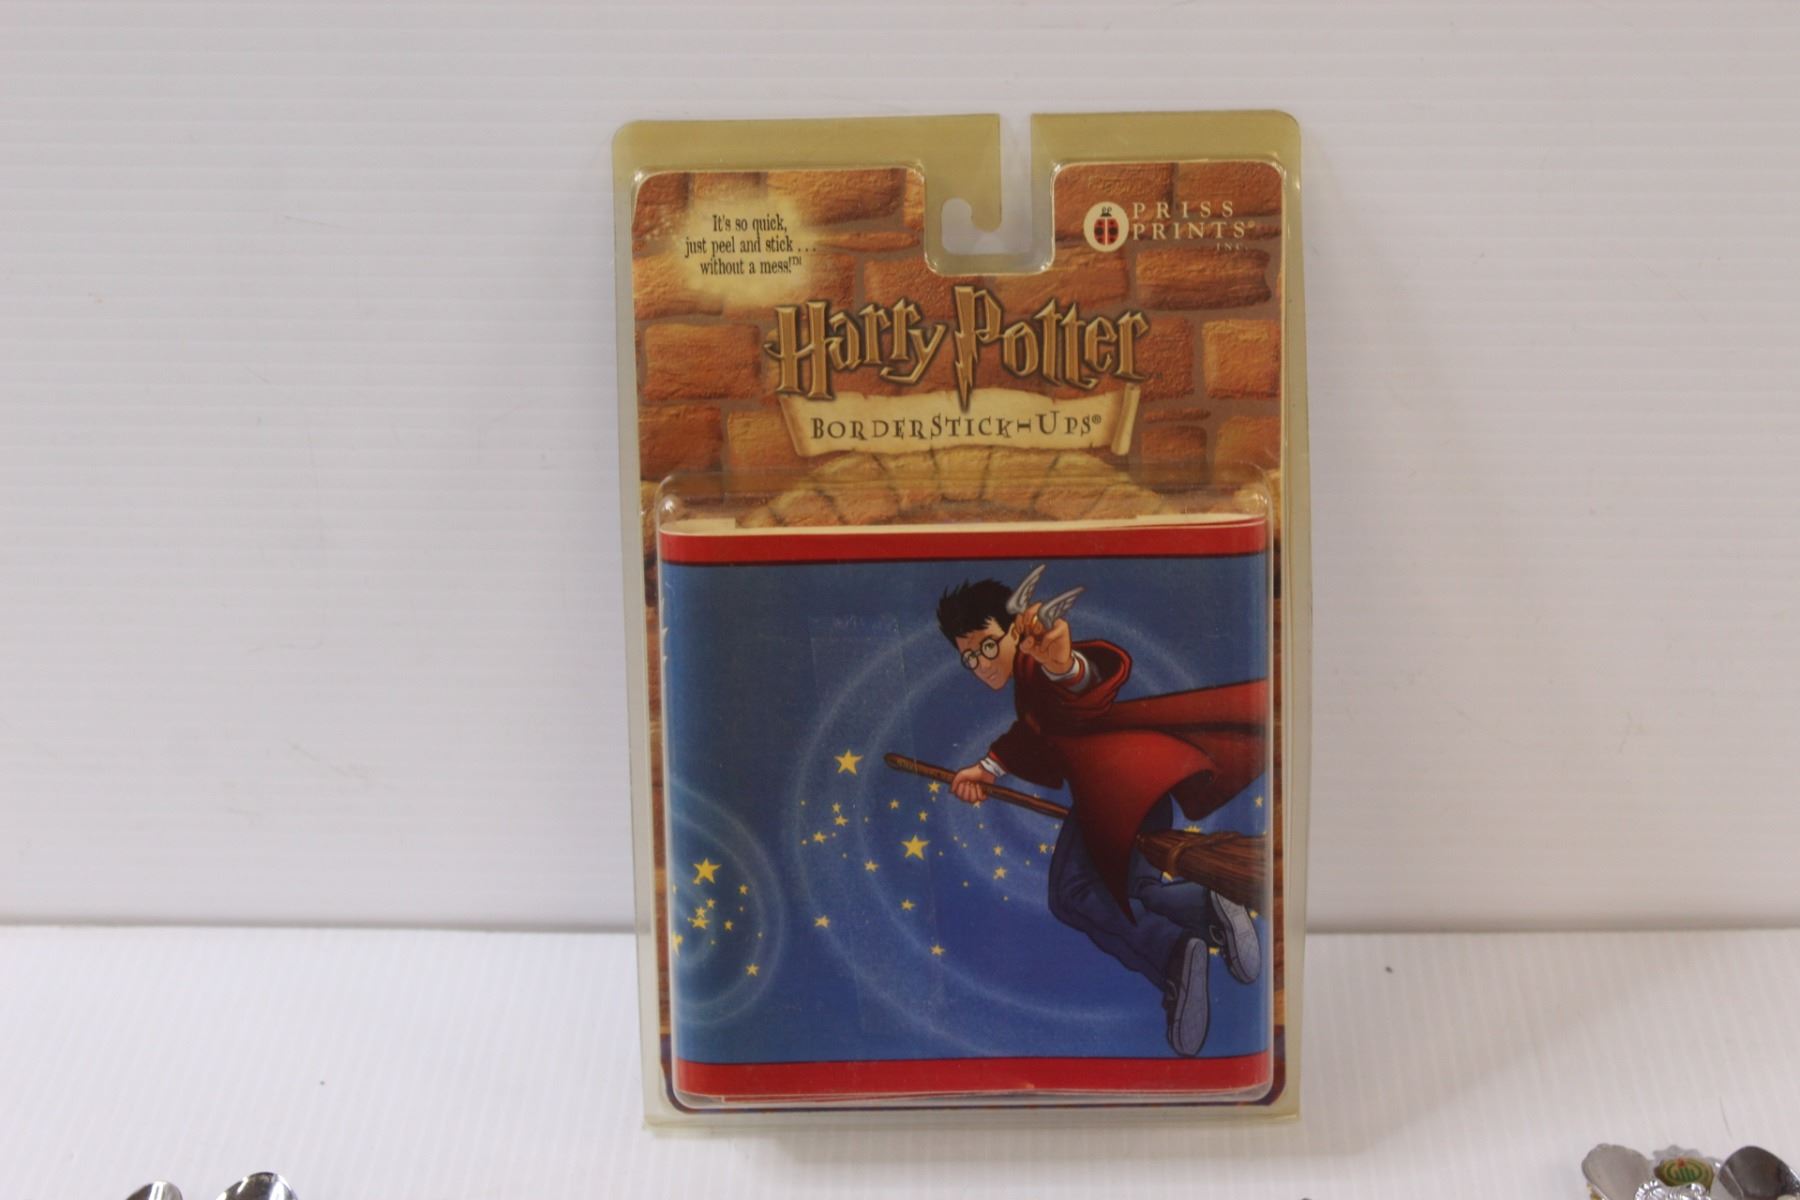 It's so quick,
just peel and stick...
without a mess!™
PRISS
PRINTS®
INC.
Harry Potter
BORDERSTICK-UPS®